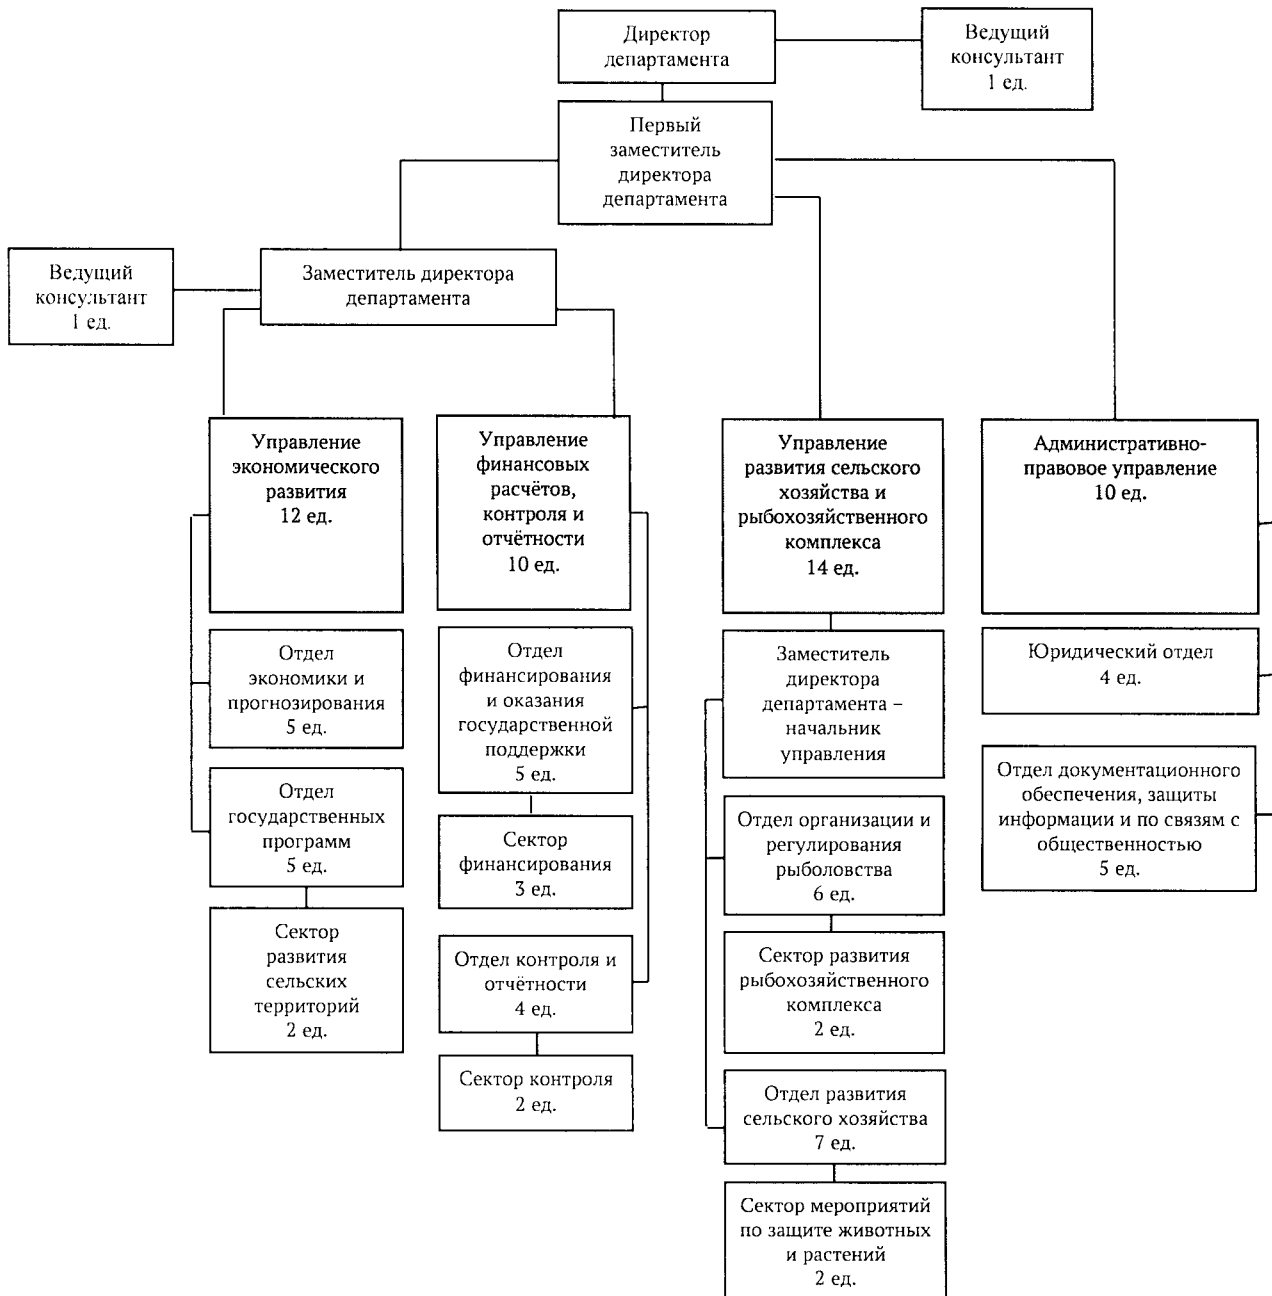 Директор
департамента
Ведущий
консультант
1 ед.
Первый
заместитель
директора
департамента
Ведущий
консультант
1 ед.
Заместитель директора
департамента
Управление
экономического
развития
12 ед.
Управление
финансовых
расчётов,
контроля и
отчётности
10 ед.
Управление
развития сельского
хозяйства и
рыбохозяйственного
комплекса
14 ед.
Административно-
правовое управление
10 ед.
Отдел
экономики и
прогнозирования
5 ед.
Отдел
финансирования
и оказания
государственной
поддержки
5 ед.
Заместитель
директора
департамента –
начальник
управления
Юридический отдел
4 ед.
Отдел
государственных
программ
5 ед.
Сектор
финансирования
3 ед.
Отдел организации и
регулирования
рыболовства
6 ед.
Отдел документационного
обеспечения, защиты
информации и по связям с
общественностью
5 ед.
Сектор
развития
сельских
территорий
2 ед.
Отдел контроля и
отчётности
4 ед.
Сектор развития
рыбохозяйственного
комплекса
2 ед.
Сектор контроля
2 ед.
Отдел развития
сельского хозяйства
7 ед.
Сектор мероприятий
по защите животных
и растений
2 ед.